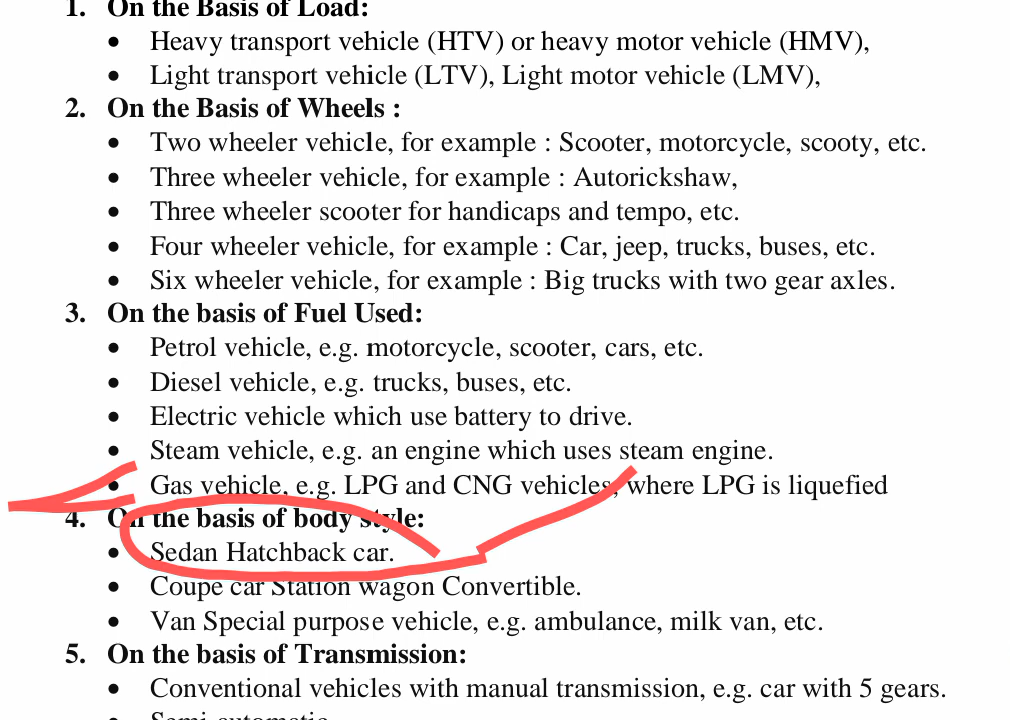 1. On the Basis of Load:
• Heavy transport vehicle (HTV) or heavy motor vehicle (HMV),
• Light transport vehicle (LTV), Light motor vehicle (LMV),
2. On the Basis of Wheels :
• Two wheeler vehicle, for example : Scooter, motorcycle, scooty, etc.
• Three wheeler vehicle, for example : Autorickshaw,
• Three wheeler scooter for handicaps and tempo, etc.
• Four wheeler vehicle, for example : Car, jeep, trucks, buses, etc.
• Six wheeler vehicle, for example : Big trucks with two gear axles.
3. On the basis of Fuel Used:
• Petrol vehicle, e.g. motorcycle, scooter, cars, etc.
• Diesel vehicle, e.g. trucks, buses, etc.
• Electric vehicle which use battery to drive.
• Steam vehicle, e.g. an engine which uses steam engine.
• Gas vehicle, e.g. LPG and CNG vehicles, where LPG is liquefied
4. On the basis of body style:
• Sedan Hatchback car.
• Coupe car Station wagon Convertible.
• Van Special purpose vehicle, e.g. ambulance, milk van, etc.
5. On the basis of Transmission:
• Conventional vehicles with manual transmission, e.g. car with 5 gears.
• Semi-automatic